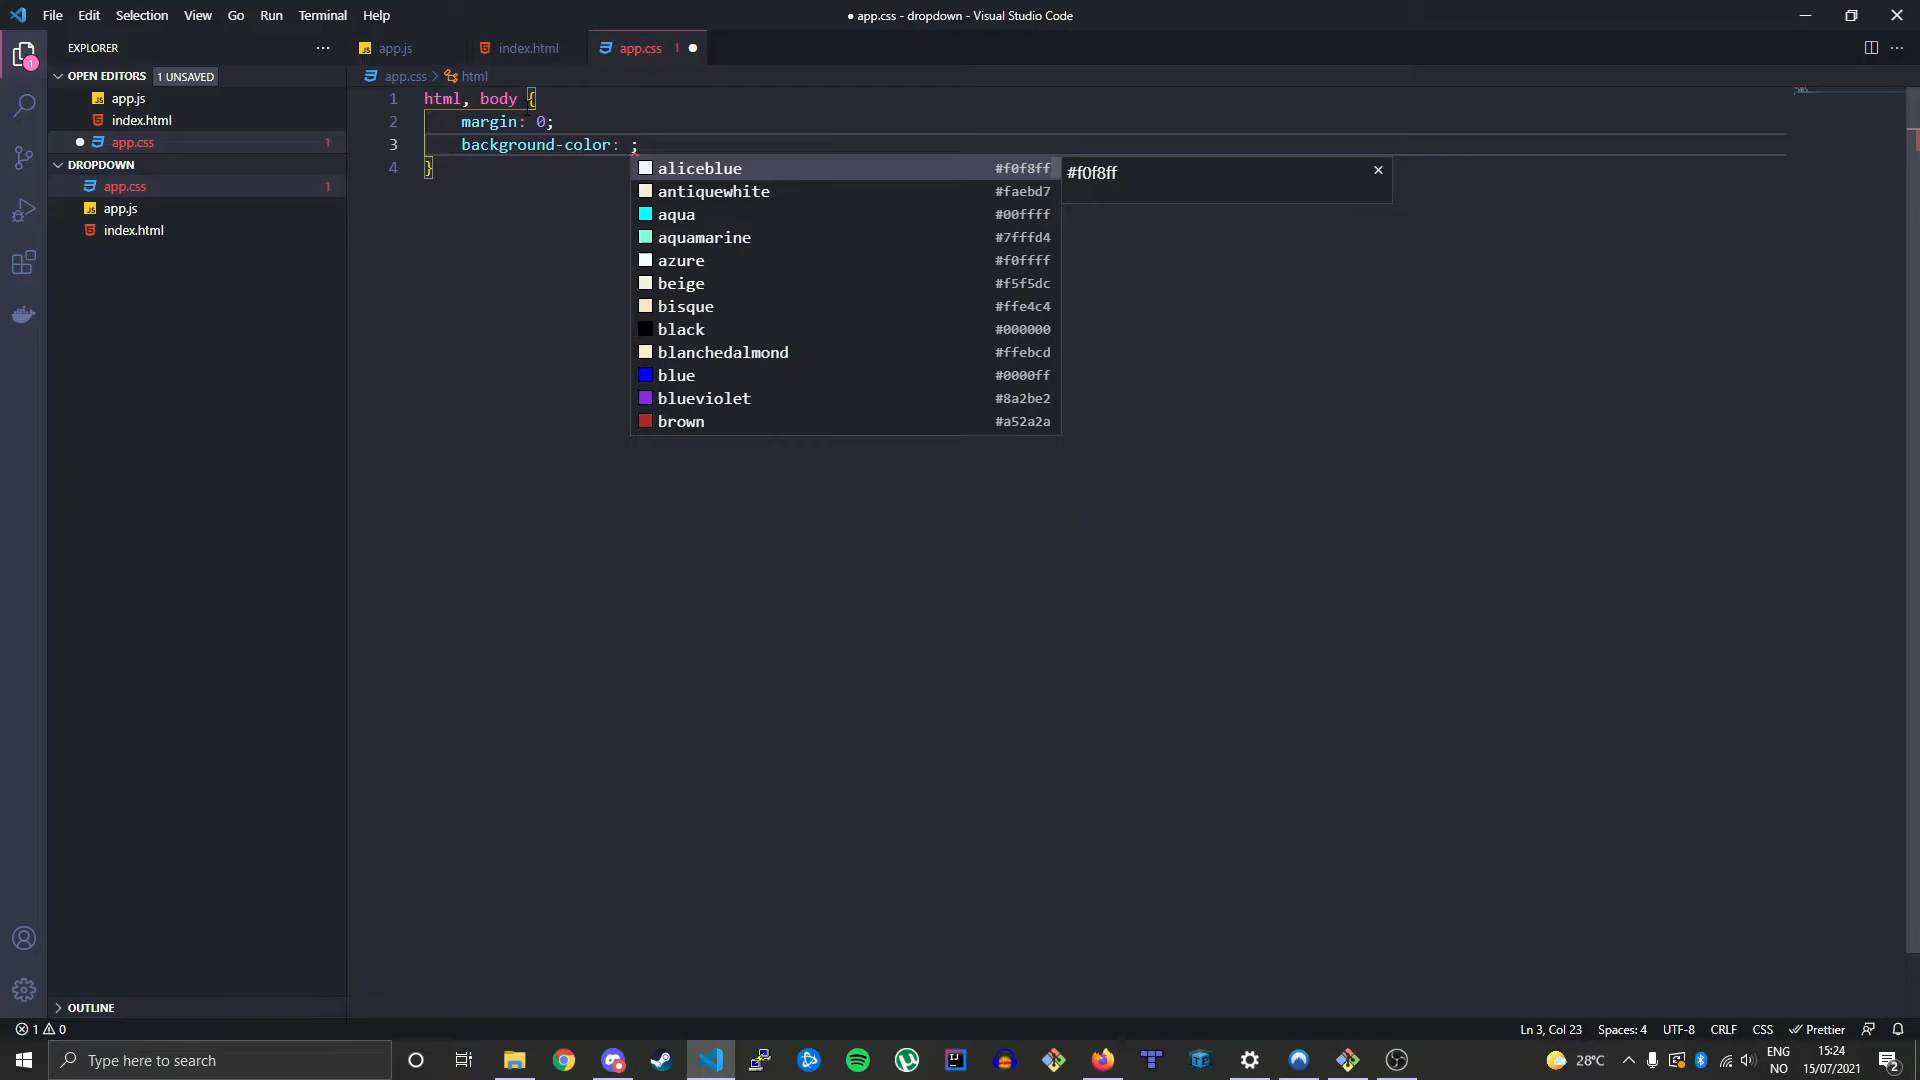 File Edit Selection View Go Run Terminal Help
● app.css - dropdown - Visual Studio Code
EXPLORER
OPEN EDITORS 1 UNSAVED
app.js
index.html
app.css 1
DROPDOWN
app.css 1
app.js
index.html
OUTLINE
app.js index.html app.css 1
app.css > html
1 html, body {
2 margin: 0;
3 background-color: ;
4 }
aliceblue #f0f8ff
antiquewhite #faebd7
aqua #00ffff
aquamarine #7fffd4
azure #f0ffff
beige #f5f5dc
bisque #ffe4c4
black #000000
blanchedalmond #ffebcd
blue #0000ff
blueviolet #8a2be2
brown #a52a2a
#f0f8ff
1 0
Ln 3, Col 23 Spaces: 4 UTF-8 CRLF CSS Prettier
Type here to search
28°C
ENG
NO
15:24
15/07/2021
2